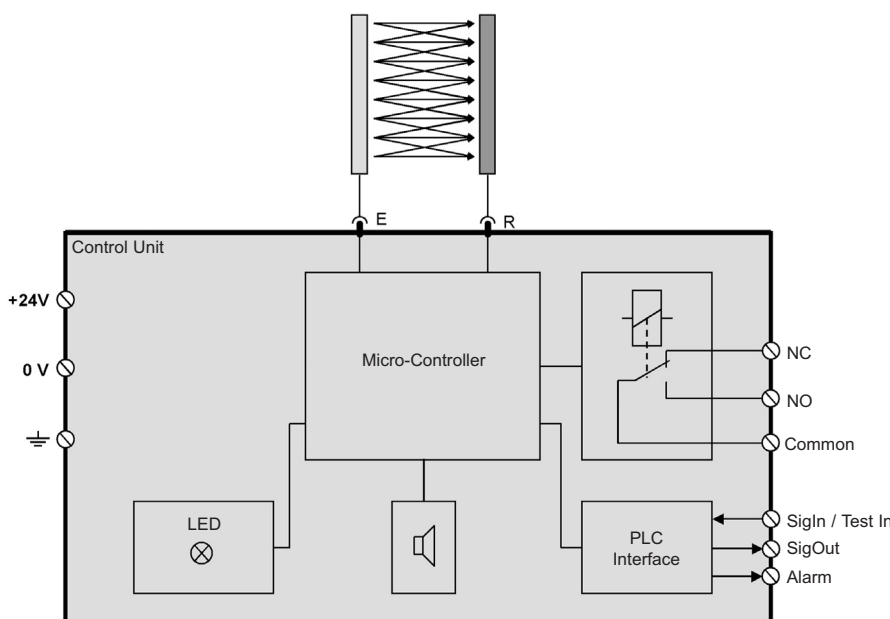 E
R
Control Unit
+24V
Micro-Controller
NC
0 V
NO
Common
LED
SigIn / Test In
PLC
Interface
SigOut
Alarm